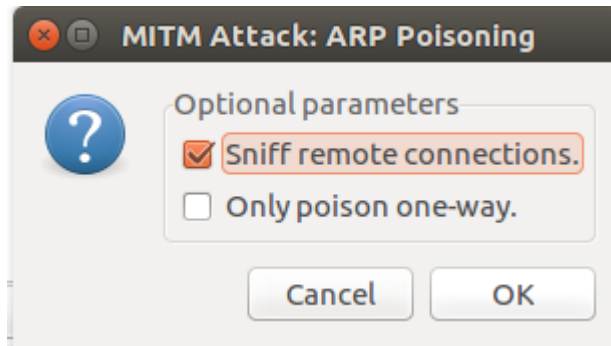 MITM Attack: ARP Poisoning
Optional parameters
Sniff remote connections.
Only poison one-way.
Cancel OK